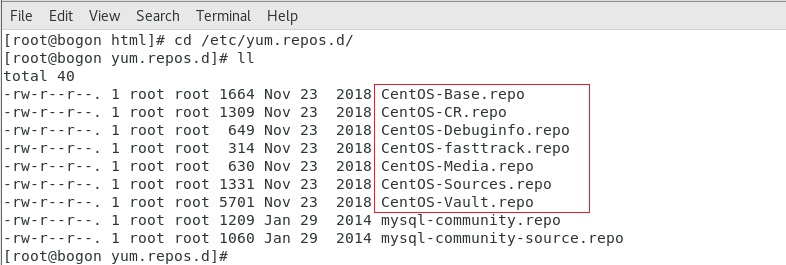 File Edit View Search Terminal Help
[root@bogon html]# cd /etc/yum.repos.d/
[root@bogon yum.repos.d]# ll
total 40
-rw-r--r--. 1 root root 1664 Nov 23  2018 CentOS-Base.repo
-rw-r--r--. 1 root root 1309 Nov 23  2018 CentOS-CR.repo
-rw-r--r--. 1 root root  649 Nov 23  2018 CentOS-Debuginfo.repo
-rw-r--r--. 1 root root  314 Nov 23  2018 CentOS-fasttrack.repo
-rw-r--r--. 1 root root  630 Nov 23  2018 CentOS-Media.repo
-rw-r--r--. 1 root root 1331 Nov 23  2018 CentOS-Sources.repo
-rw-r--r--. 1 root root 5701 Nov 23  2018 CentOS-Vault.repo
-rw-r--r--. 1 root root 1209 Jan 29  2014 mysql-community.repo
-rw-r--r--. 1 root root 1060 Jan 29  2014 mysql-community-source.repo
[root@bogon yum.repos.d]#